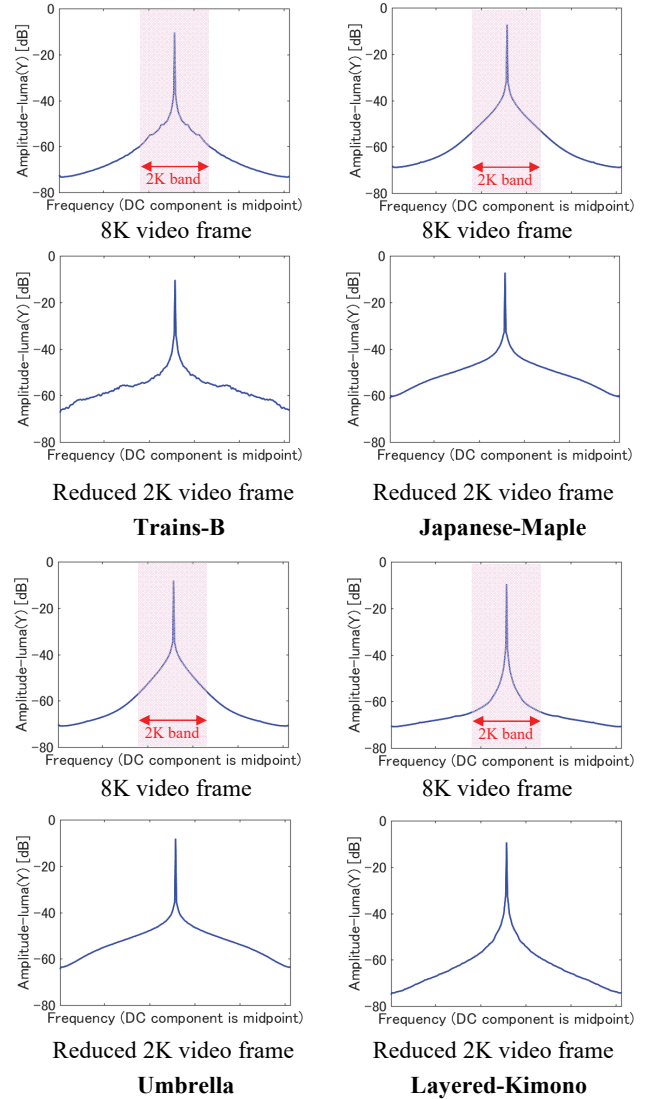 Amplitude-luma(Y) [dB]
0
−20
−40
−60
−80
2K band
Frequency (DC component is midpoint)
8K video frame
Amplitude-luma(Y) [dB]
0
−20
−40
−60
−80
2K band
Frequency (DC component is midpoint)
8K video frame
Amplitude-luma(Y) [dB]
0
−20
−40
−60
−80
Frequency (DC component is midpoint)
Reduced 2K video frame
Trains-B
Amplitude-luma(Y) [dB]
0
−20
−40
−60
−80
Frequency (DC component is midpoint)
Reduced 2K video frame
Japanese-Maple
Amplitude-luma(Y) [dB]
0
−20
−40
−60
−80
2K band
Frequency (DC component is midpoint)
8K video frame
Amplitude-luma(Y) [dB]
0
−20
−40
−60
−80
2K band
Frequency (DC component is midpoint)
8K video frame
Amplitude-luma(Y) [dB]
0
−20
−40
−60
−80
Frequency (DC component is midpoint)
Reduced 2K video frame
Umbrella
Amplitude-luma(Y) [dB]
0
−20
−40
−60
−80
Frequency (DC component is midpoint)
Reduced 2K video frame
Layered-Kimono